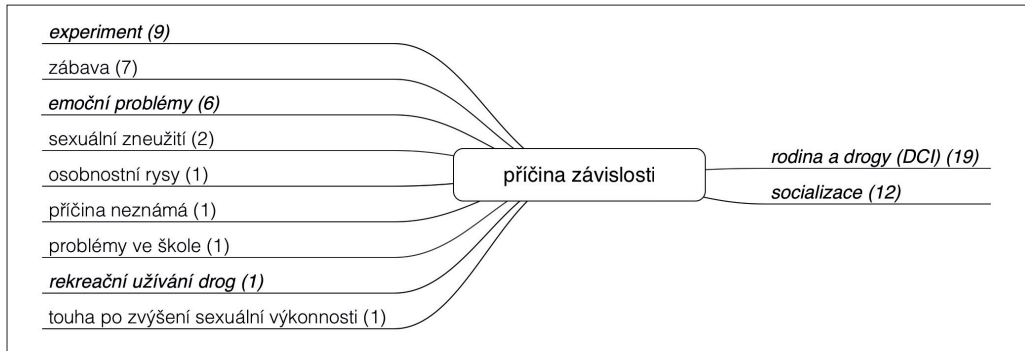 experiment (9)
zábava (7)
emoční problémy (6)
sexuální zneužití (2)
osobnostní rysy (1)
příčina neznámá (1)
problémy ve škole (1)
rekreační užívání drog (1)
touha po zvýšení sexuální výkonnosti (1)
příčina závislosti
rodina a drogy (DCI) (19)
socializace (12)